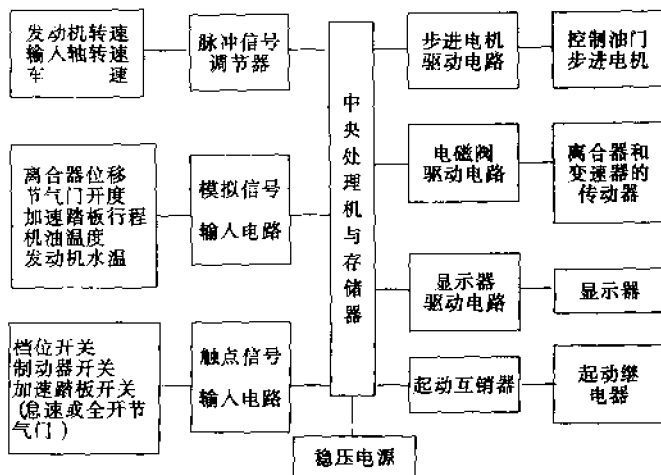 发动机转速
输入轴转速
车 速
脉冲信号
调节器
离合器位移
节气门开度
加速踏板行程
机油温度
发动机水温
模拟信号
输入电路
档位开关
制动器开关
加速踏板开关
(怠速或全开节
气门)
触点信号
输入电路
中
央
处
理
机
与
存
储
器
稳压电源
步进电机
驱动电路
控制油门
步进电机
电磁阀
驱动电路
离合器和
变速器的
传动器
显示器
驱动电路
显示器
起动互销器
起动继
电器